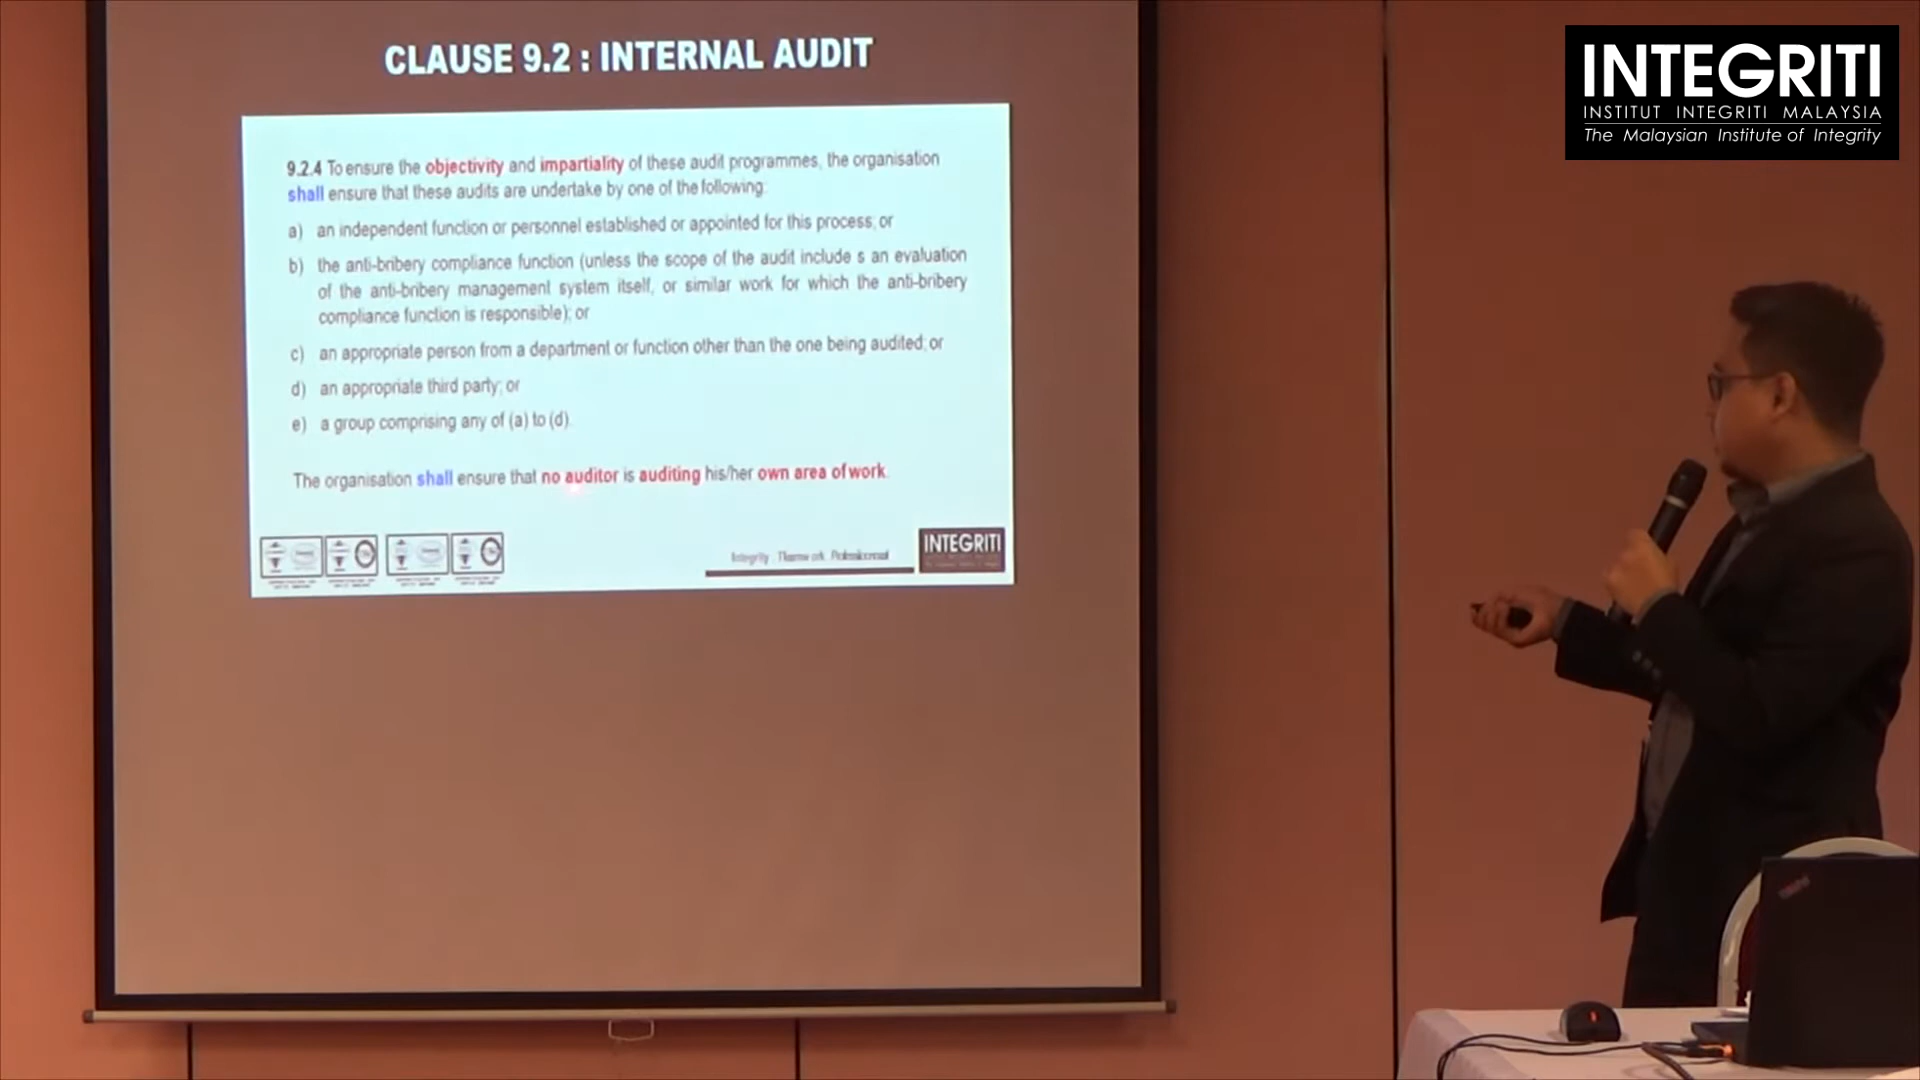 CLAUSE 9.2 : INTERNAL AUDIT
INTEGRITI
INSTITUT INTEGRITI MALAYSIA
The Malaysian Institute of Integrity
9.2.4 To ensure the objectivity and impartiality of these audit programmes, the organisation
shall ensure that these audits are undertake by one of the following:
a) an independent function or personnel established or appointed for this process; or
b) the anti-bribery compliance function (unless the scope of the audit include s an evaluation
of the anti-bribery management system itself, or similar work for which the anti-bribery
compliance function is responsible); or
c) an appropriate person from a department or function other than the one being audited; or
d) an appropriate third party; or
e) a group comprising any of (a) to (d).
The organisation shall ensure that no auditor is auditing his/her own area of work.
Integrity
INTEGRITI